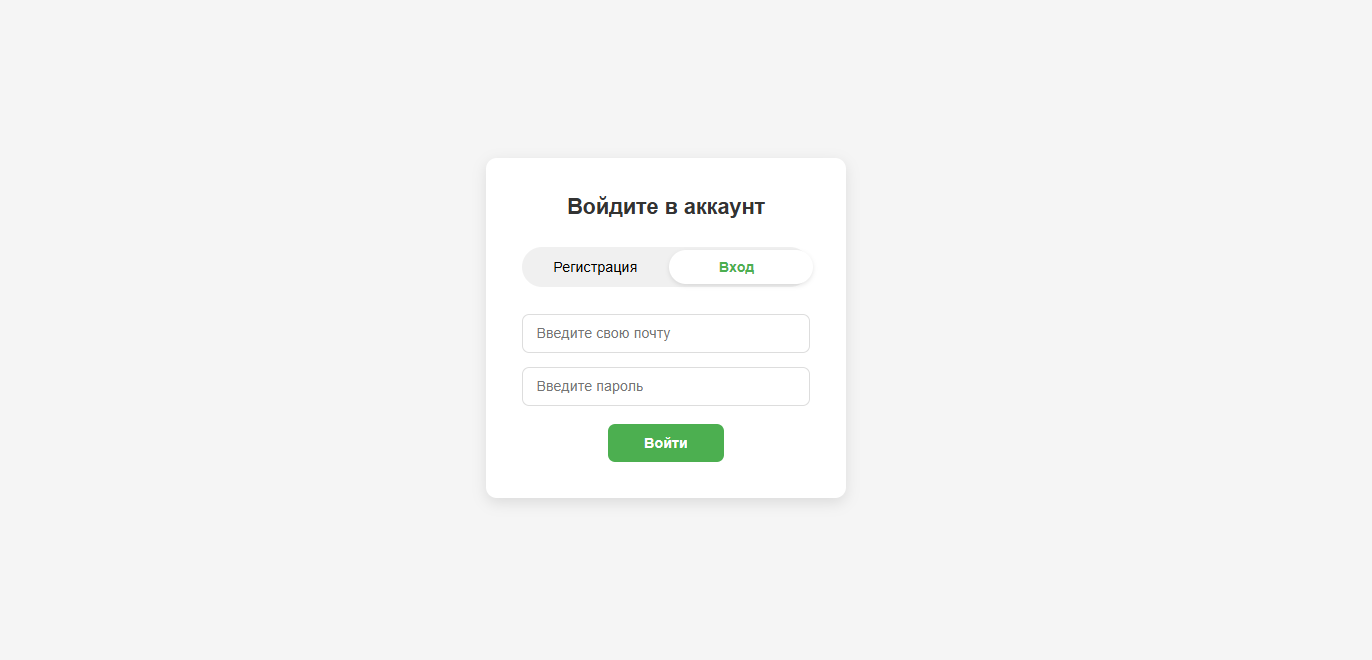 Войдите в аккаунт
Регистрация Вход
Введите свою почту
Введите пароль
Войти